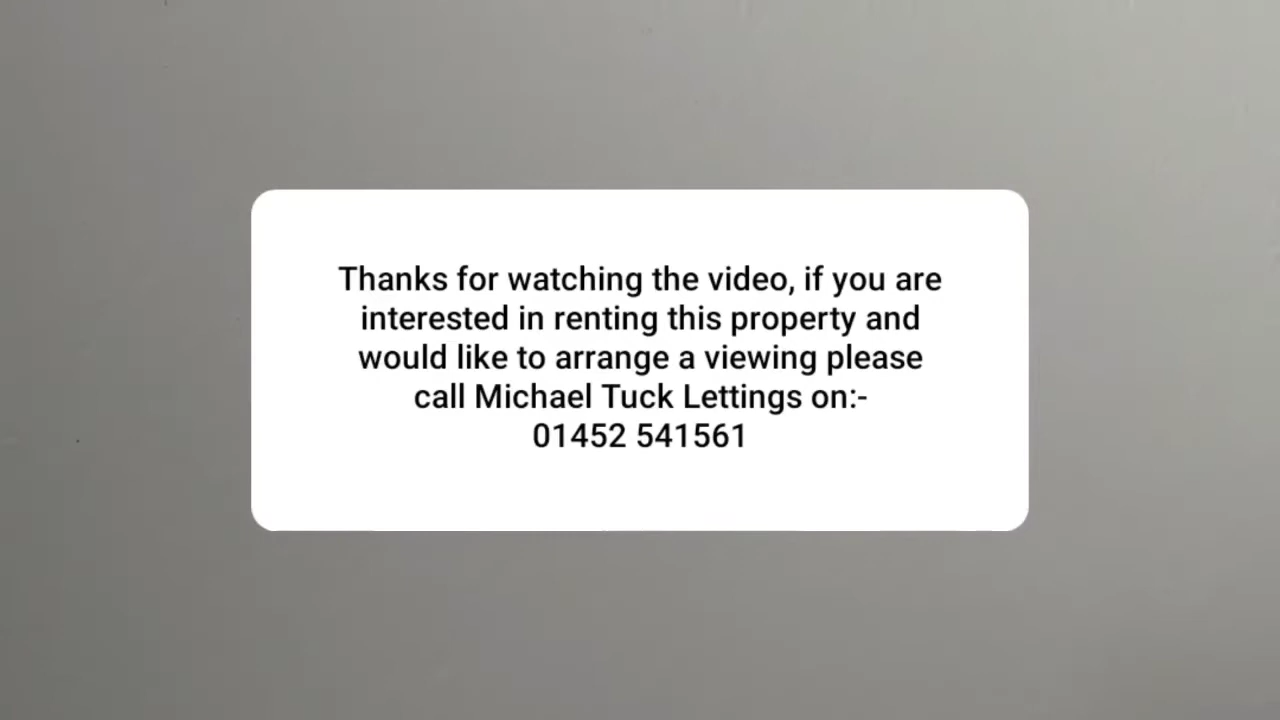 Thanks for watching the video, if you are
interested in renting this property and
would like to arrange a viewing please
call Michael Tuck Lettings on:-
01452 541561